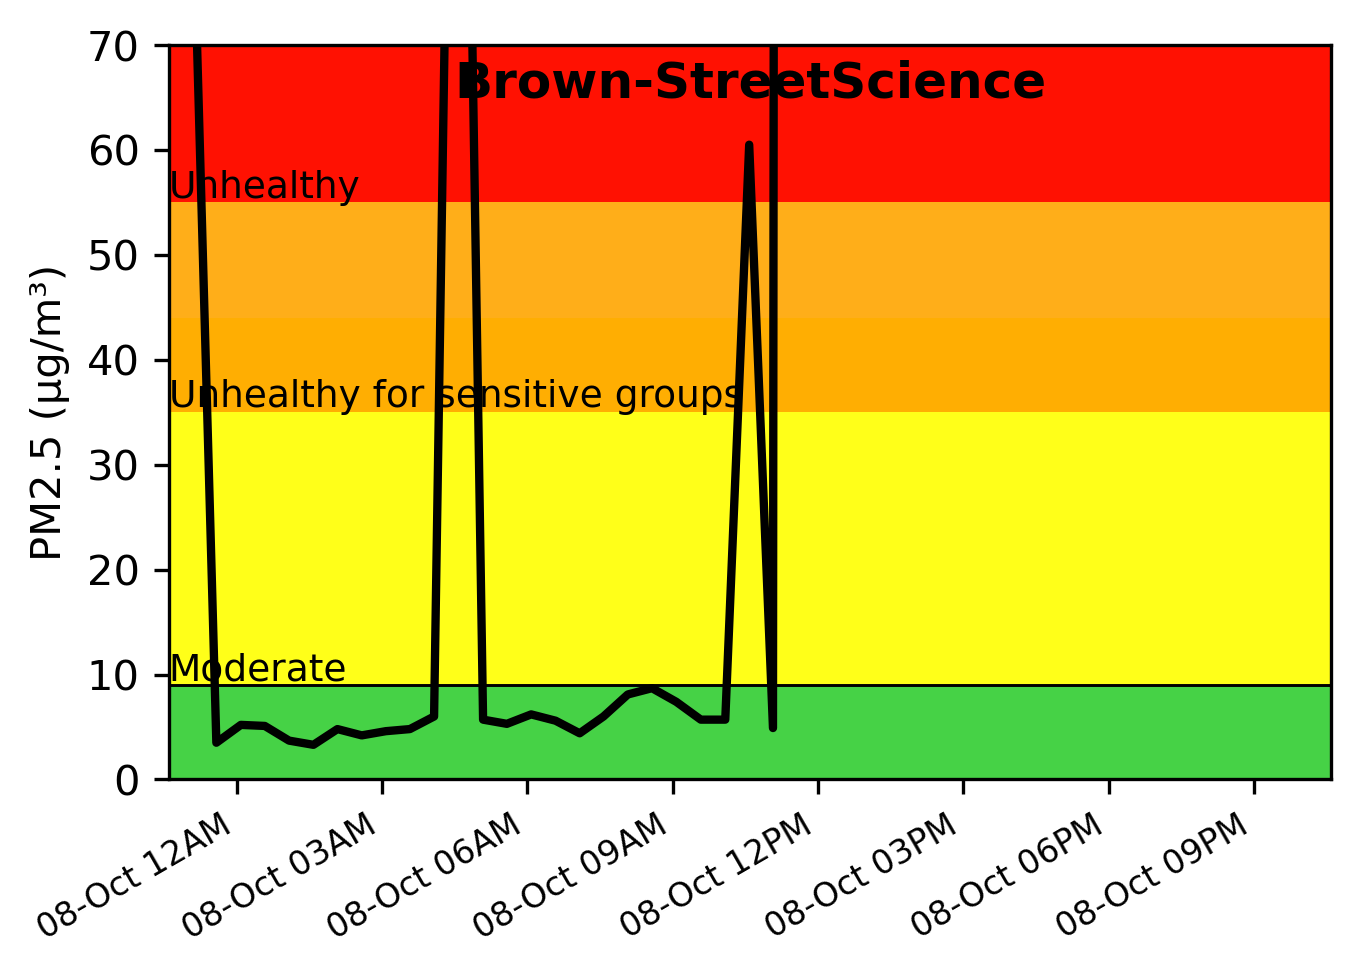 Brown-StreetScience
PM2.5 (µg/m³)
70
60
Unhealthy
50
40
Unhealthy for sensitive groups
30
20
10
Moderate
0
08-Oct 12AM
08-Oct 03AM
08-Oct 06AM
08-Oct 09AM
08-Oct 12PM
08-Oct 03PM
08-Oct 06PM
08-Oct 09PM